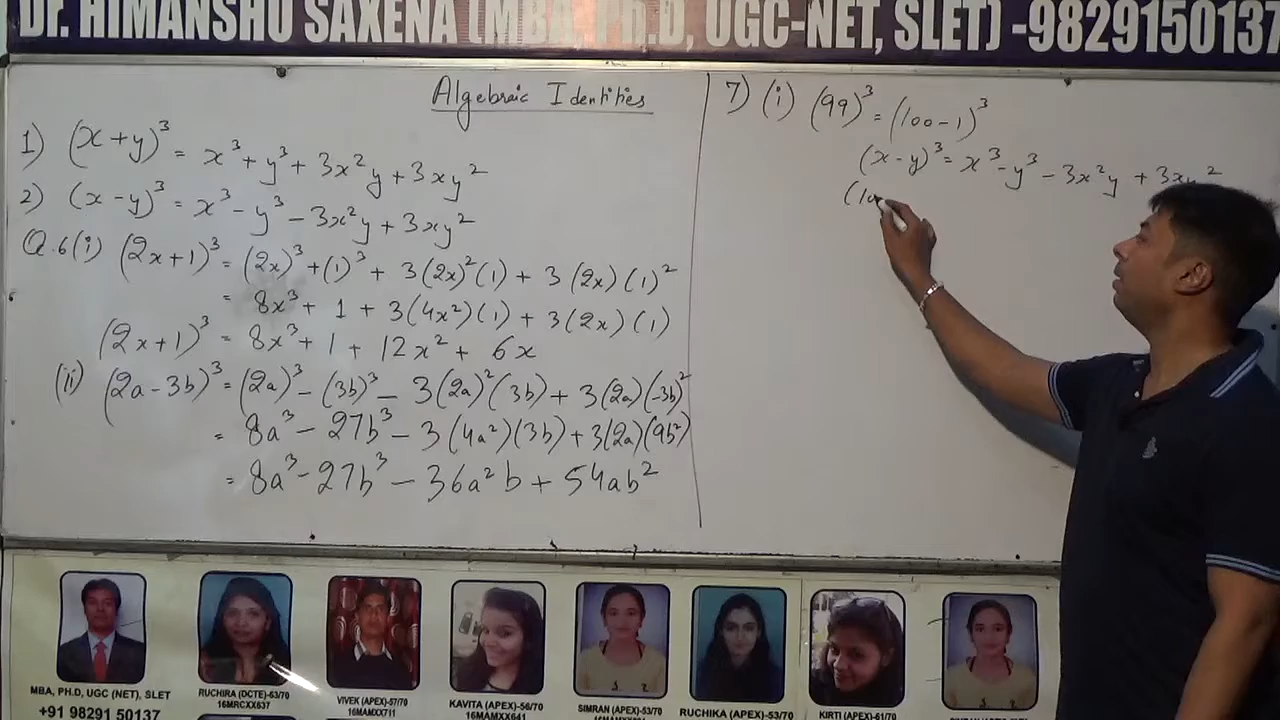 Dr. HIMANSHU SAXENA (MBA, Ph.D, UGC-NET, SLET) -9829150137
Algebraic Identities
1) (x+y)³ = x³ + y³ + 3x²y + 3xy²
2) (x-y)³ = x³ - y³ - 3x²y + 3xy²
Q.6(i) (2x+1)³ = (2x)³ + (1)³ + 3(2x)²(1) + 3(2x)(1)²
= 8x³ + 1 + 3(4x²)(1) + 3(2x)(1)
(2x+1)³ = 8x³ + 1 + 12x² + 6x
(ii) (2a-3b)³ = (2a)³ - (3b)³ - 3(2a)²(3b) + 3(2a)(-3b)²
= 8a³ - 27b³ - 3(4a²)(3b) + 3(2a)(9b²)
= 8a³ - 27b³ - 36a²b + 54ab²
7) (i) (99)³ = (100-1)³
(x-y)³ = x³ - y³ - 3x²y + 3xy²
(10
MBA, PH.D, UGC (NET), SLET
+91 98291 50137
RUCHIRA (DCTE)-63/70
16MRCXX637
VIVEK (APEX)-57/70
16MAMXX711
KAVITA (APEX)-56/70
16MAMXX641
SIMRAN (APEX)-53/70
RUCHIKA (APEX)-53/70
KIRTI (APEX)-61/70